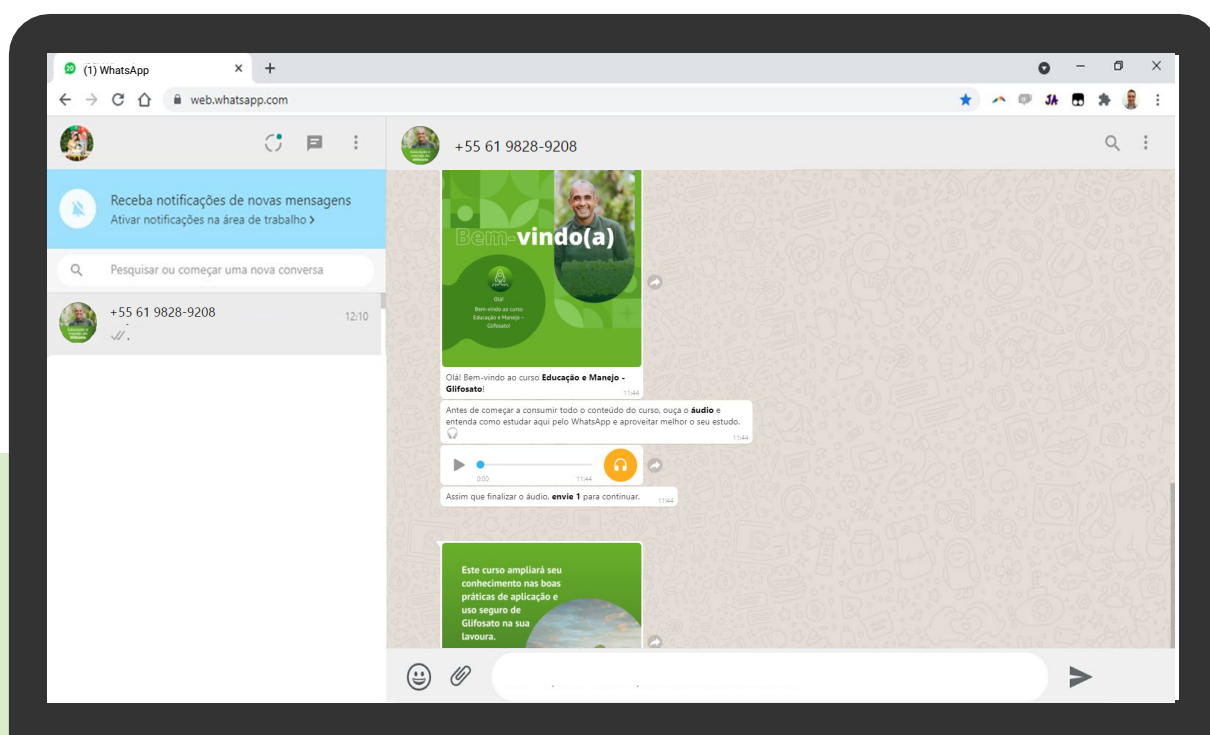 (1) WhatsApp
web.whatsapp.com
+55 61 9828-9208
Receba notificações de novas mensagens
Ativar notificações na área de trabalho >
Pesquisar ou começar uma nova conversa
+55 61 9828-9208
12:10
Bem-vindo(a)
Olá!
Bem-vindo ao curso
Educação e Manejo -
Glifosato!
Olá! Bem-vindo ao curso Educação e Manejo -
Glifosato!
11:44
Antes de começar a consumir todo o conteúdo do curso, ouça o áudio e
entenda como estudar aqui pelo WhatsApp e aproveitar melhor o seu estudo.
11:44
0:00
11:44
Assim que finalizar o áudio, envie 1 para continuar.
11:44
Este curso ampliará seu
conhecimento nas boas
práticas de aplicação e
uso seguro de
Glifosato na sua
lavoura.